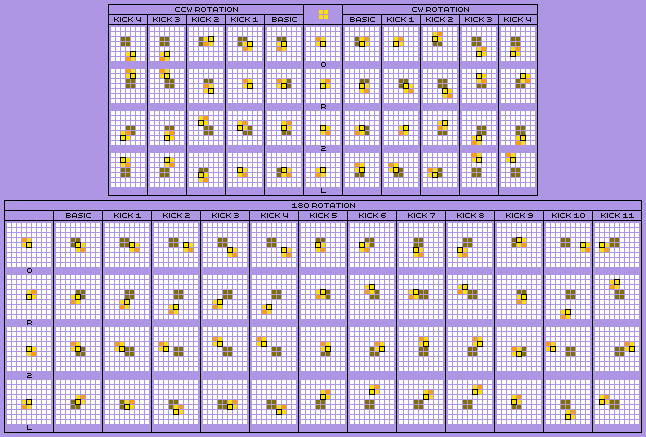 CCW ROTATION CW ROTATION
KICK 4 KICK 3 KICK 2 KICK 1 BASIC BASIC KICK 1 KICK 2 KICK 3 KICK 4
0
R
2
L
180 ROTATION
BASIC KICK 1 KICK 2 KICK 3 KICK 4 KICK 5 KICK 6 KICK 7 KICK 8 KICK 9 KICK 10 KICK 11
0
R
2
L